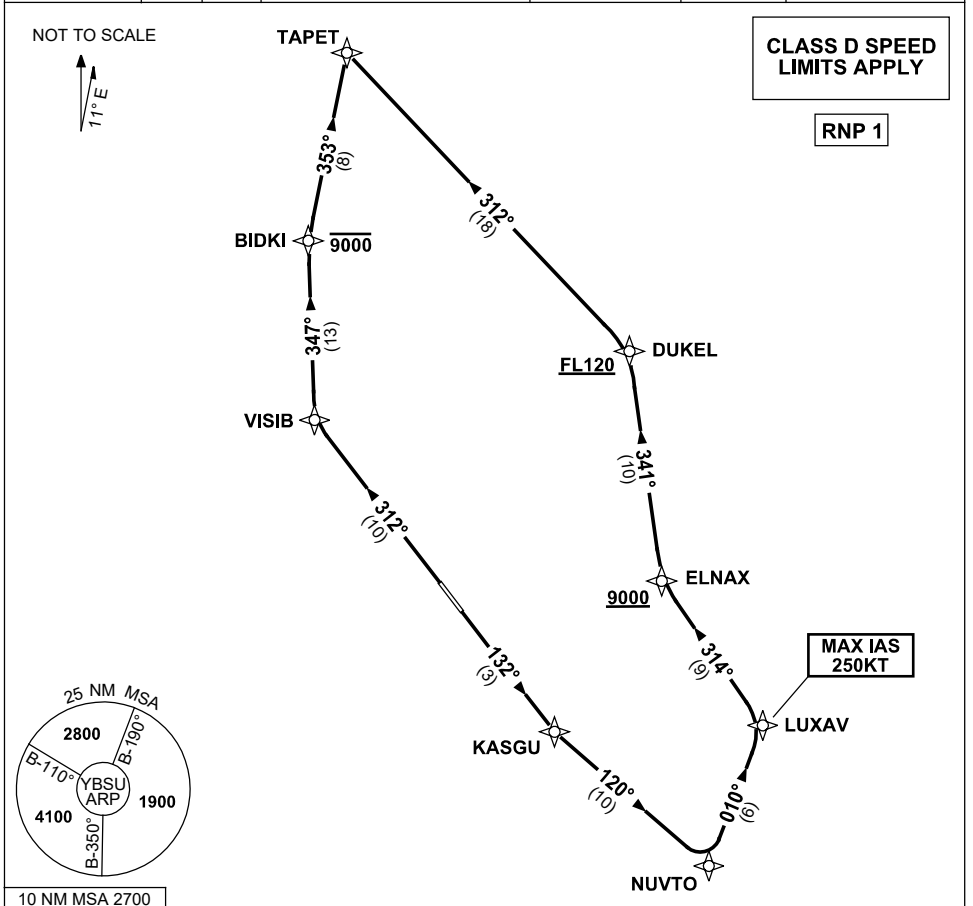 NOT TO SCALE
11° E
TAPET
CLASS D SPEED
LIMITS APPLY
RNP 1
353°
(8)
312°
(18)
BIDKI
9000
347°
(13)
DUKEL
FL120
VISIB
341°
(10)
312°
(10)
ELNAX
9000
314°
(9)
MAX IAS
250KT
132°
(3)
LUXAV
KASGU
120°
(10)
010°
(6)
NUVTO
25 NM MSA
2800
B-190°
B-110°
YBSU
ARP
1900
4100
B-350°
10 NM MSA 2700